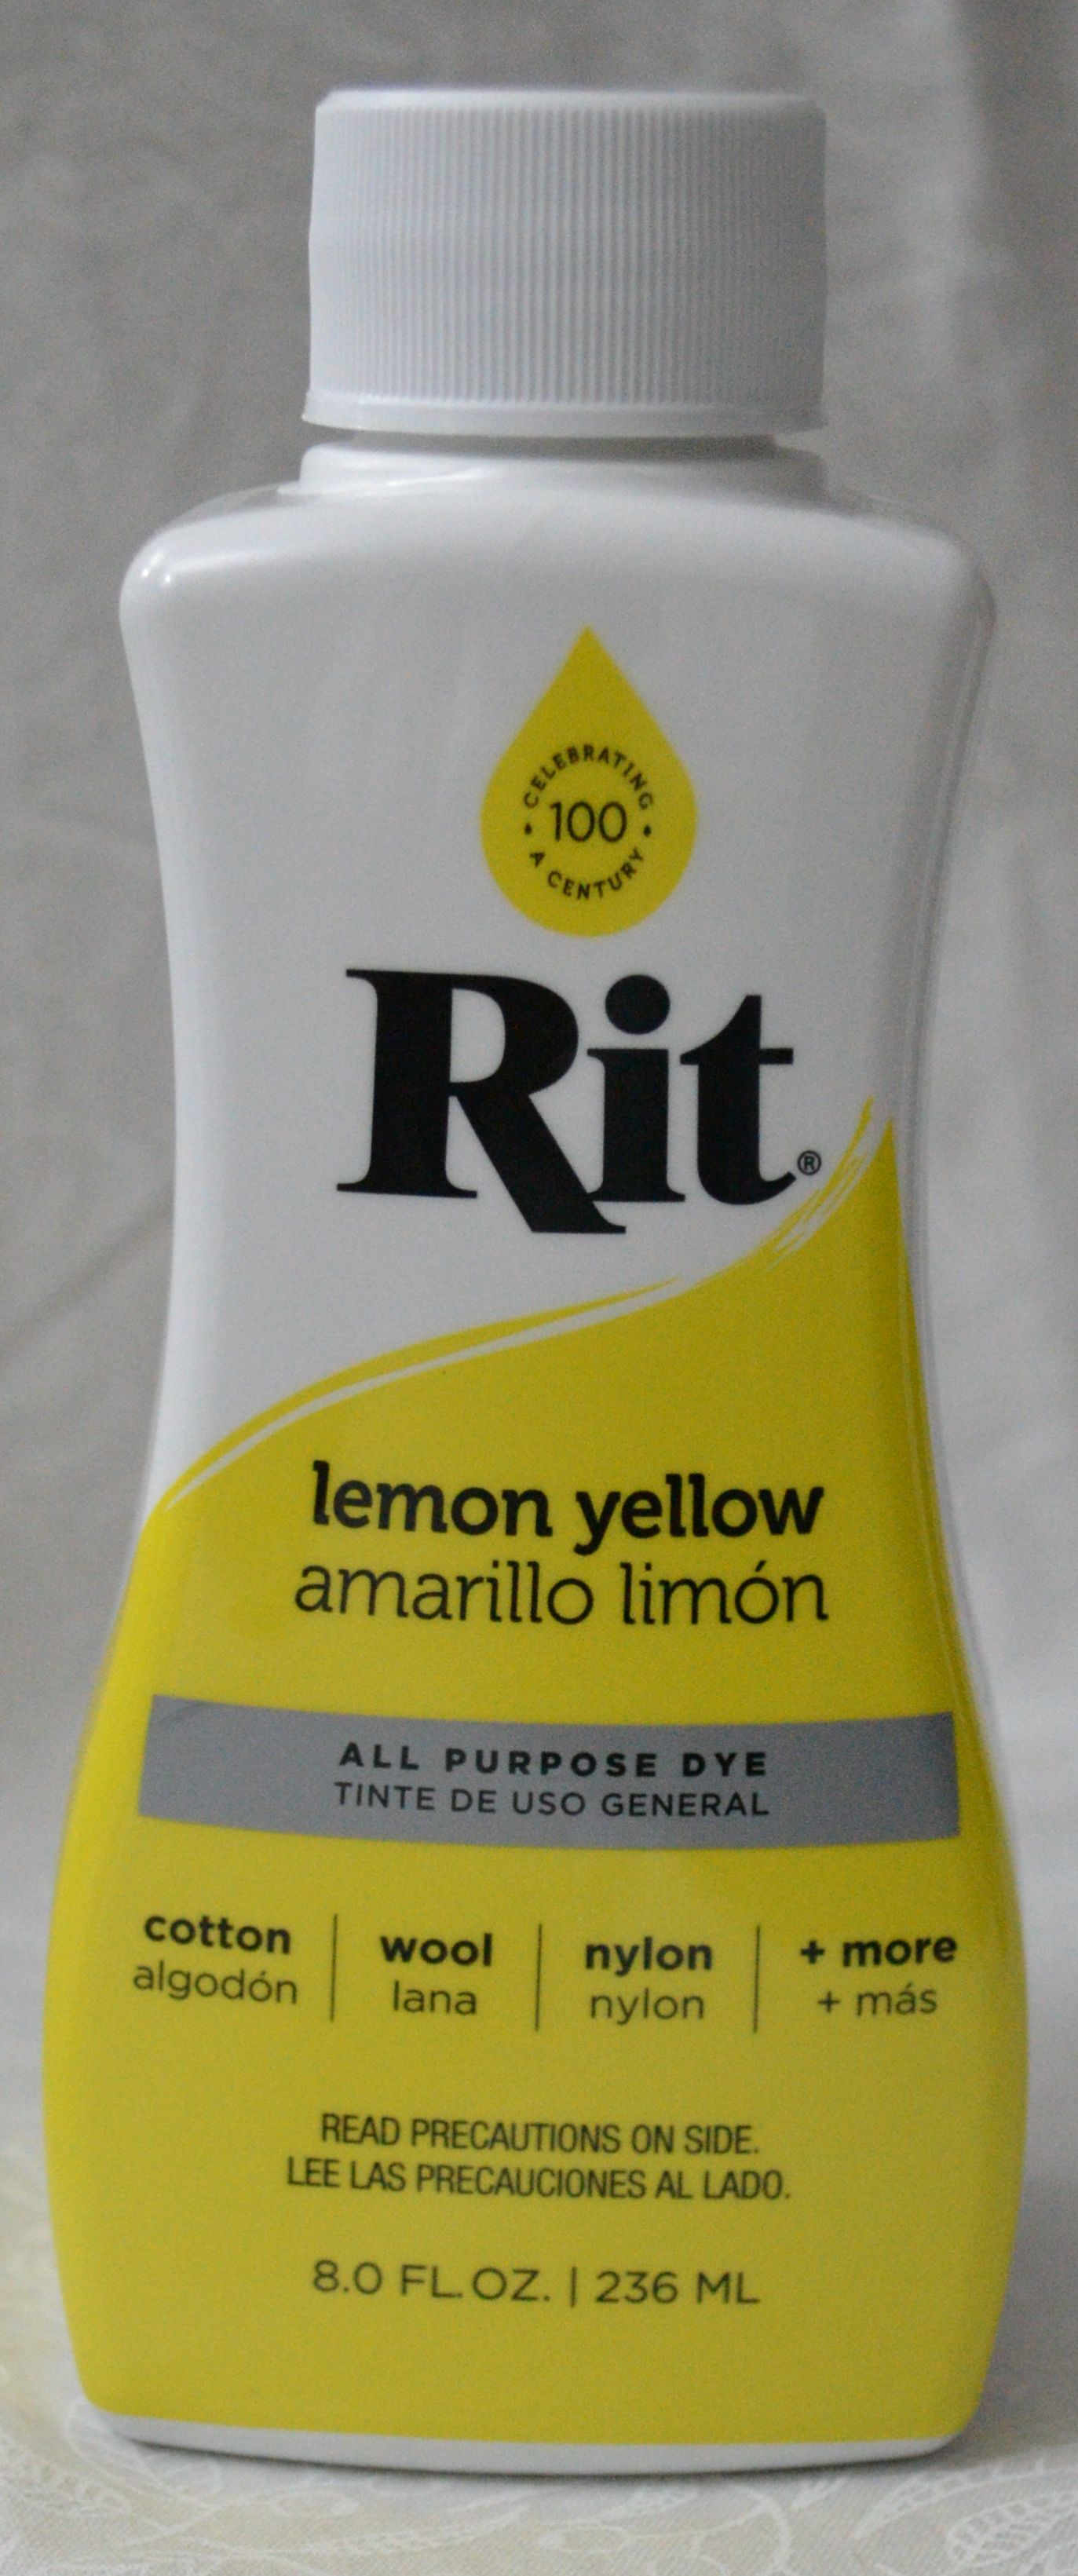 CELEBRATING
100
A CENTURY
Rit®
lemon yellow
amarillo limón
ALL PURPOSE DYE
TINTE DE USO GENERAL
cotton wool nylon + more
algodón lana nylon + más
READ PRECAUTIONS ON SIDE.
LEE LAS PRECAUCIONES AL LADO.
8.0 FL.OZ. | 236 ML